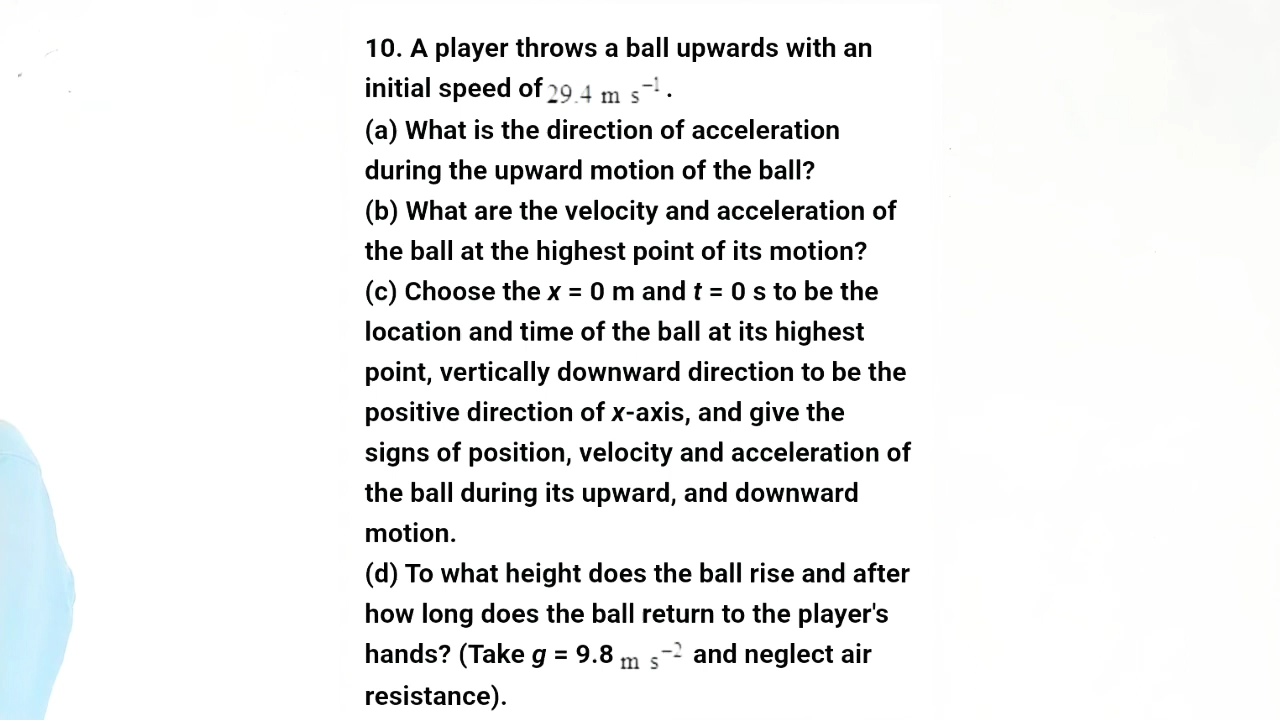 10. A player throws a ball upwards with an
initial speed of 29.4 m s⁻¹ .
(a) What is the direction of acceleration
during the upward motion of the ball?
(b) What are the velocity and acceleration of
the ball at the highest point of its motion?
(c) Choose the x = 0 m and t = 0 s to be the
location and time of the ball at its highest
point, vertically downward direction to be the
positive direction of x-axis, and give the
signs of position, velocity and acceleration of
the ball during its upward, and downward
motion.
(d) To what height does the ball rise and after
how long does the ball return to the player's
hands? (Take g = 9.8 m s⁻² and neglect air
resistance).